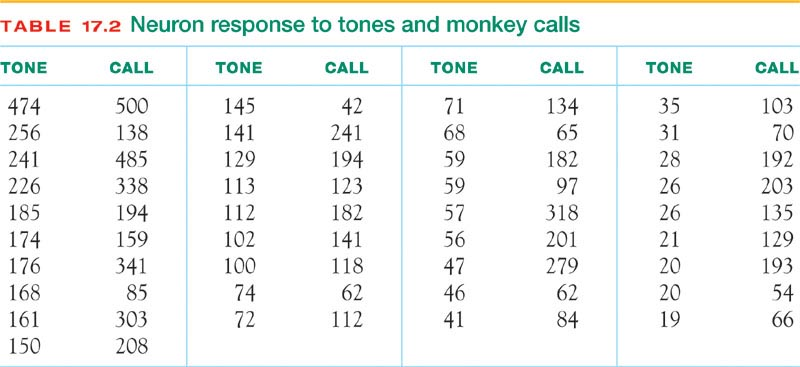 TABLE 17.2 Neuron response to tones and monkey calls
TONE CALL TONE CALL TONE CALL TONE CALL
474 500 145 42 71 134 35 103
256 138 141 241 68 65 31 70
241 485 129 194 59 182 28 192
226 338 113 123 59 97 26 203
185 194 112 182 57 318 26 135
174 159 102 141 56 201 21 129
176 341 100 118 47 279 20 193
168 85 74 62 46 62 20 54
161 303 72 112 41 84 19 66
150 208